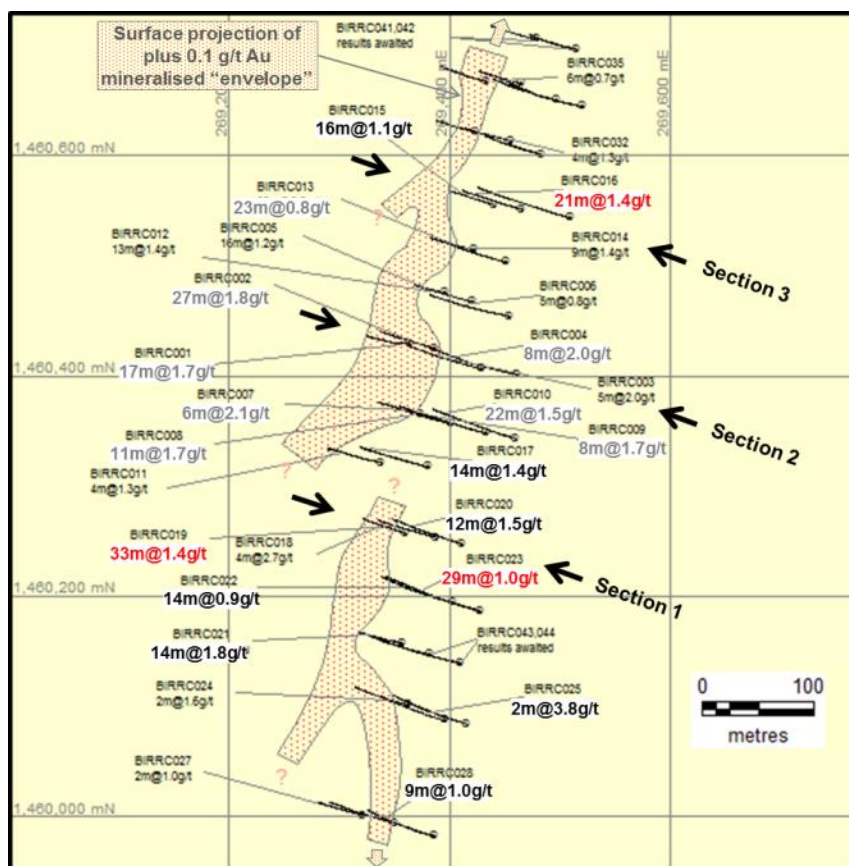 Surface projection of
plus 0.1 g/t Au
mineralised “envelope”
269,20
269,400 mE
269,600 mE
BIRRC041,042
results awaited
BIRRC035
6m@0.7g/t
BIRRC015
16m@1.1g/t
1,460,600 mN
BIRRC032
4m@1.3g/t
BIRRC016
21m@1.4g/t
BIRRC013
23m@0.8g/t
?
BIRRC012
13m@1.4g/t
BIRRC005
16m@1.2g/t
BIRRC014
9m@1.4g/t
Section 3
BIRRC002
27m@1.8g/t
BIRRC006
5m@0.8g/t
BIRRC001
17m@1.7g/t
BIRRC004
8m@2.0g/t
1,460,400 mN
BIRRC003
5m@2.0g/t
BIRRC007
6m@2.1g/t
BIRRC010
22m@1.5g/t
BIRRC008
11m@1.7g/t
BIRRC009
8m@1.7g/t
Section 2
BIRRC011
4m@1.3g/t
?
BIRRC017
14m@1.4g/t
?
BIRRC020
12m@1.5g/t
BIRRC019
33m@1.4g/t
BIRRC018
4m@2.7g/t
BIRRC023
29m@1.0g/t
BIRRC022
14m@0.9g/t
1,460,200 mN
Section 1
BIRRC021
14m@1.8g/t
BIRRC043,044
results awaited
BIRRC024
2m@1.6g/t
BIRRC025
2m@3.8g/t
0 100
metres
BIRRC027
2m@1.0g/t
?
BIRRC028
9m@1.0g/t
1,460,000 mN